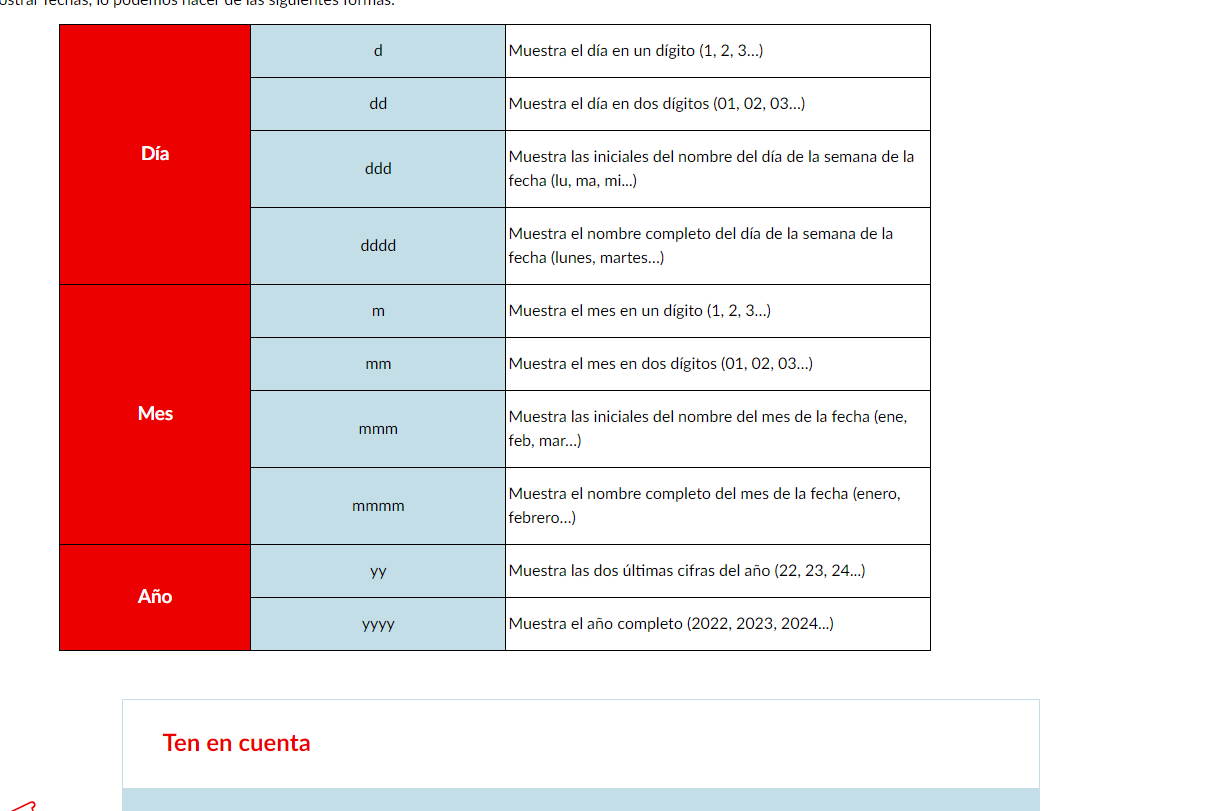 mostrar fechas, lo podemos hacer de las siguientes formas:
Día
d
Muestra el día en un dígito (1, 2, 3...)
dd
Muestra el día en dos dígitos (01, 02, 03...)
ddd
Muestra las iniciales del nombre del día de la semana de la
fecha (lu, ma, mi...)
dddd
Muestra el nombre completo del día de la semana de la
fecha (lunes, martes...)
Mes
m
Muestra el mes en un dígito (1, 2, 3...)
mm
Muestra el mes en dos dígitos (01, 02, 03...)
mmm
Muestra las iniciales del nombre del mes de la fecha (ene,
feb, mar...)
mmmm
Muestra el nombre completo del mes de la fecha (enero,
febrero...)
Año
yy
Muestra las dos últimas cifras del año (22, 23, 24...)
yyyy
Muestra el año completo (2022, 2023, 2024...)
Ten en cuenta